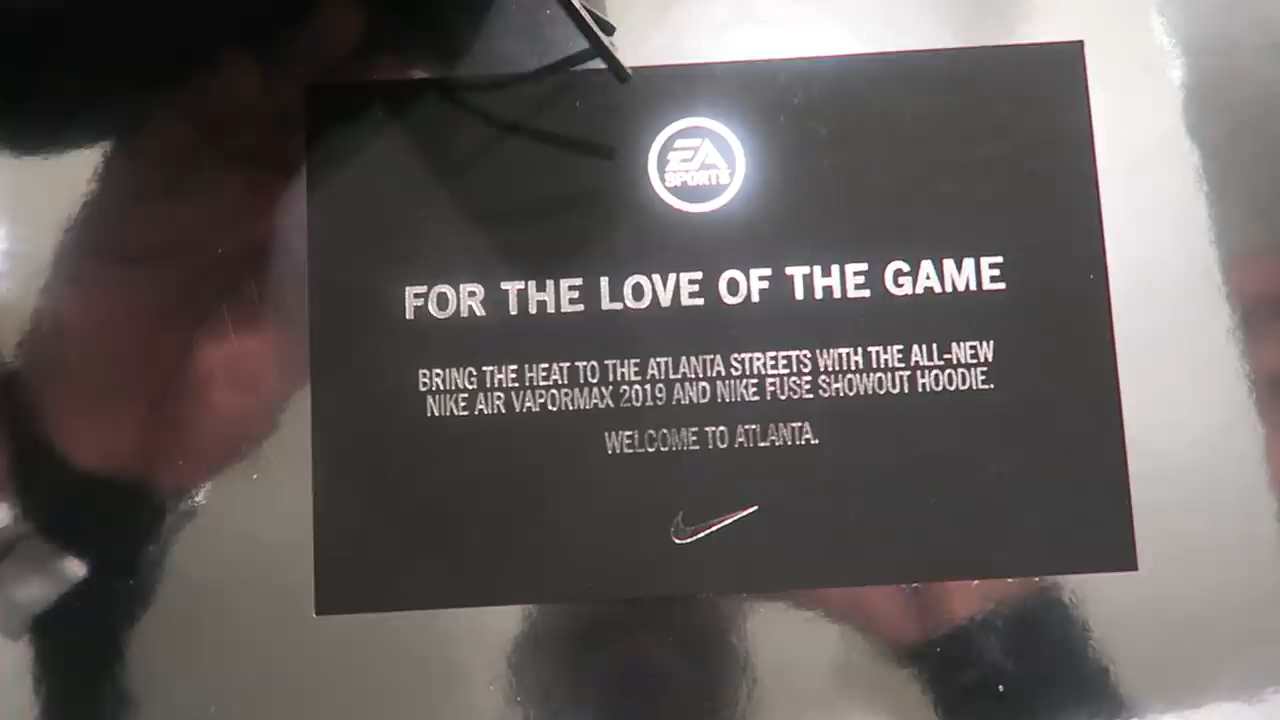 EA
SPORTS
FOR THE LOVE OF THE GAME
BRING THE HEAT TO THE ATLANTA STREETS WITH THE ALL-NEW
NIKE AIR VAPORMAX 2019 AND NIKE FUSE SHOWOUT HOODIE.
WELCOME TO ATLANTA.